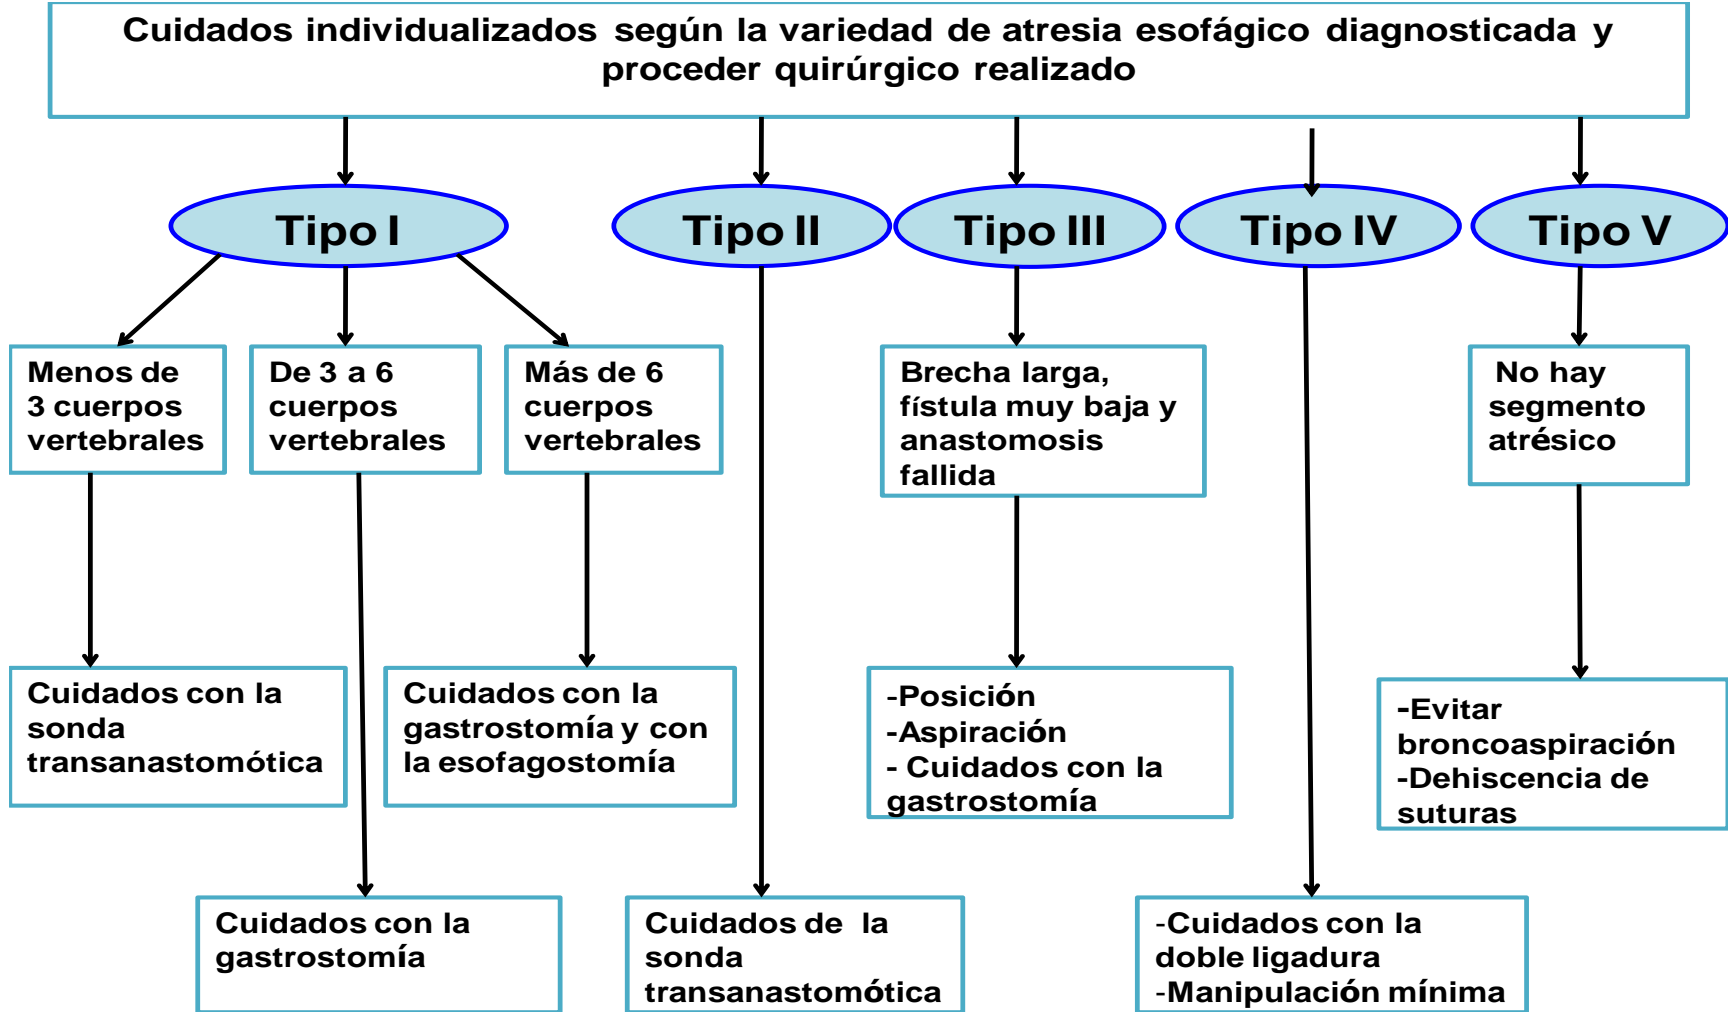 Cuidados individualizados según la variedad de atresia esofágico diagnosticada y
proceder quirúrgico realizado
Tipo I
Tipo II
Tipo III
Tipo IV
Tipo V
Menos de
3 cuerpos
vertebrales
De 3 a 6
cuerpos
vertebrales
Más de 6
cuerpos
vertebrales
Brecha larga,
fístula muy baja y
anastomosis
fallida
No hay
segmento
atrésico
Cuidados con la
sonda
transanastomótica
Cuidados con la
gastrostomía y con
la esofagostomía
-Posición
-Aspiración
- Cuidados con la
gastrostomía
-Evitar
broncoaspiración
-Dehiscencia de
suturas
Cuidados con la
gastrostomía
Cuidados de la
sonda
transanastomótica
-Cuidados con la
doble ligadura
-Manipulación mínima